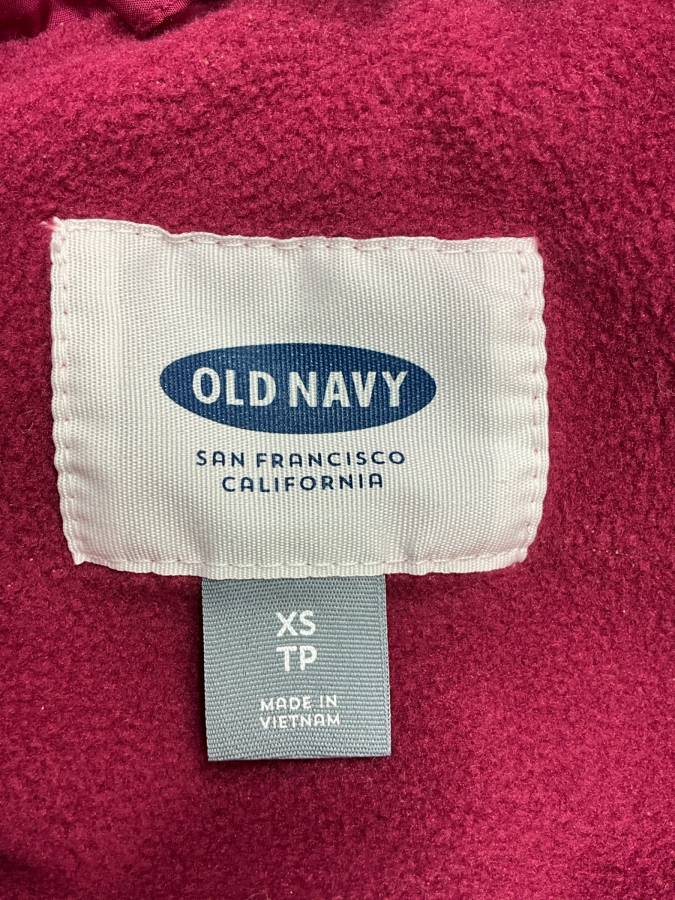 OLD NAVY
SAN FRANCISCO
CALIFORNIA
XS
TP
MADE IN
VIETNAM